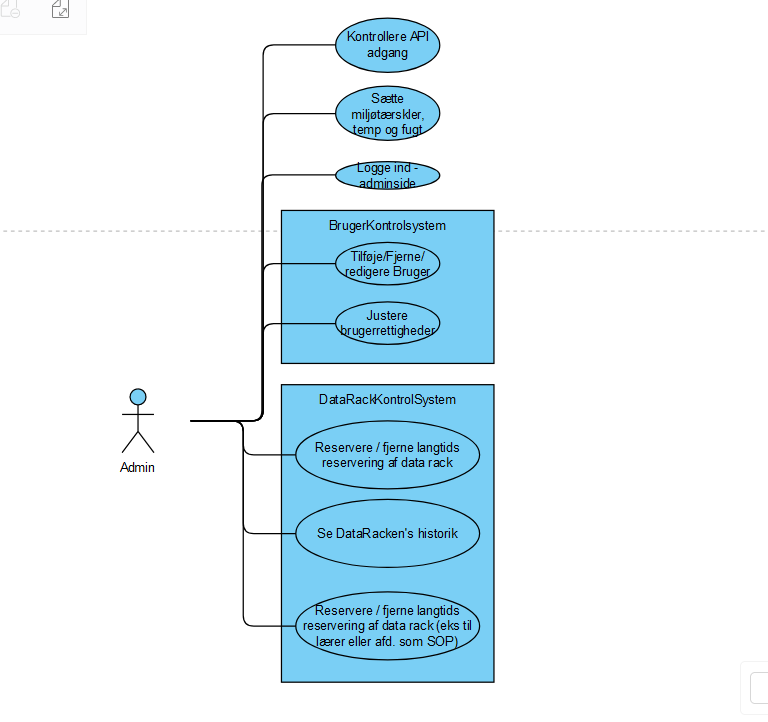 Kontrollere API
adgang
Sætte
miljøtærskler,
temp og fugt
Logge ind -
adminside
BrugerKontrolsystem
Tilføje/Fjerne/
redigere Bruger
Justere
brugerrettigheder
DataRackKontrolSystem
Reservere / fjerne langtids
reservering af data rack
Admin
Se DataRacken's historik
Reservere / fjerne langtids
reservering af data rack (eks til
lærer eller afd. som SOP)